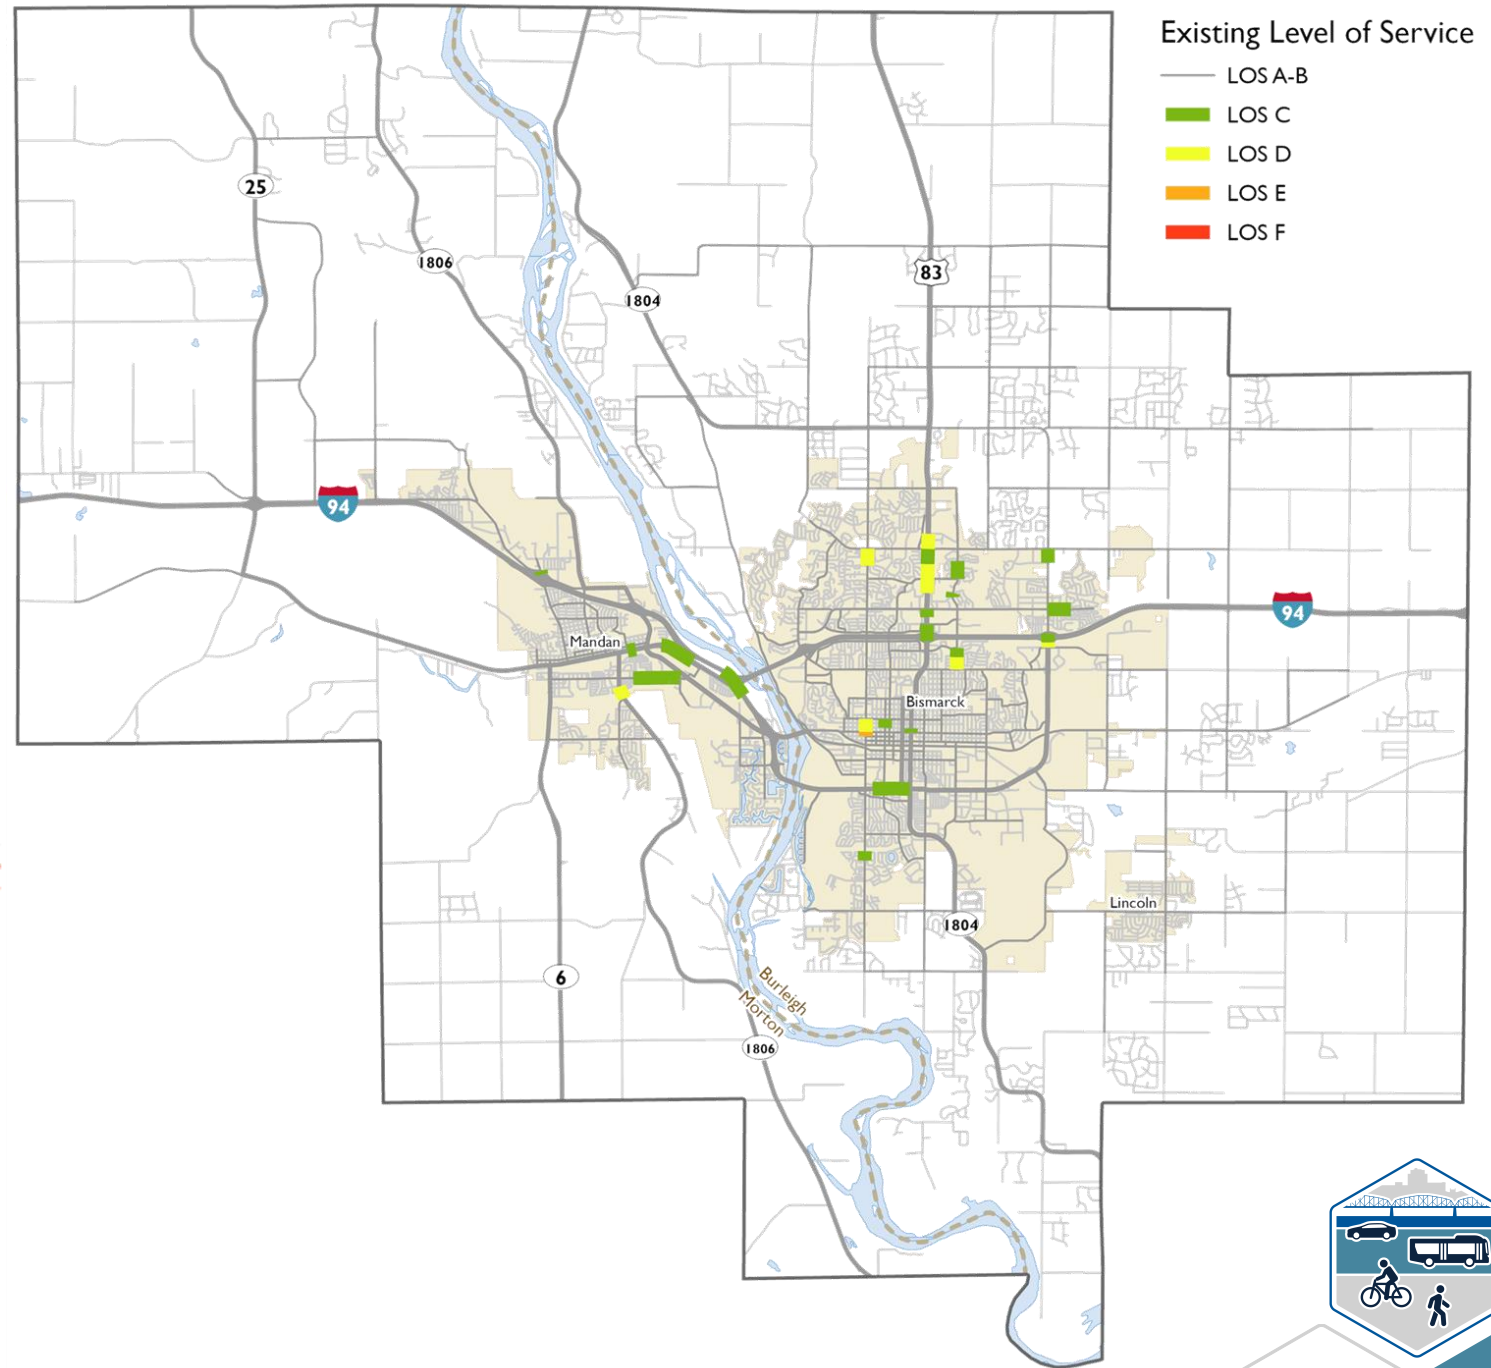 Existing Level of Service
LOS A-B
LOS C
LOS D
LOS E
LOS F
25
1806
1804
83
94
94
Mandan
Bismarck
Lincoln
1804
6
Burleigh
Morton
1806